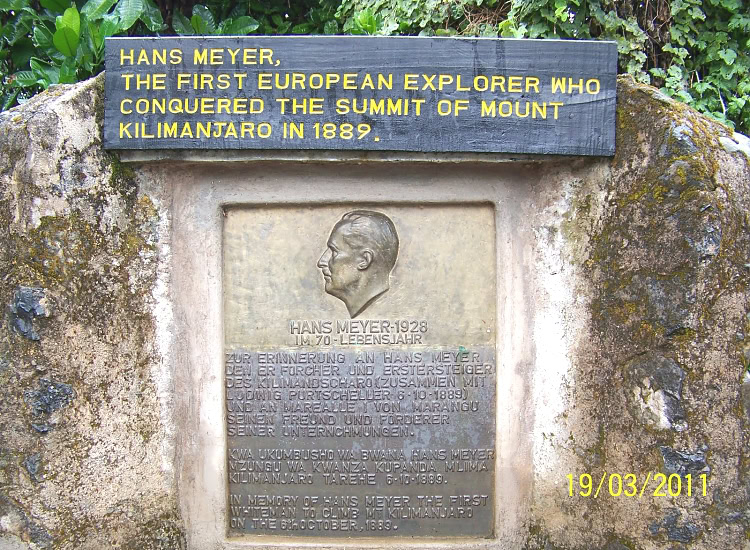 HANS MEYER,
THE FIRST EUROPEAN EXPLORER WHO
CONQUERED THE SUMMIT OF MOUNT
KILIMANJARO IN 1889.
HANS MEYER·1928
IM 70·LEBENSJAHR
ZUR ERINNERUNG AN HANS MEYER
DEN ER FORCHER UND ERSTERSTEIGER
DES KILIMANDSCHARO (ZUSAMMEN MIT
LUDWIG PURTSCHELLER 6·10·1889)
UND AN MAREALLE I VON MARANGU
SEINEN FREUND UND FORDERER
SEINER UNTERNCHMUNGEN.
KWA UKUMBUSHO WA BWANA HANS MEYER
MZUNGU WA KWANZA KUPANDA MLIMA
KILIMANJARO TAREHE 6·10·1889.
IN MEMORY OF HANS MEYER THE FIRST
WHITEMAN TO CLIMB MT KILIMANJARO
ON THE 6th OCTOBER, 1889.
19/03/2011